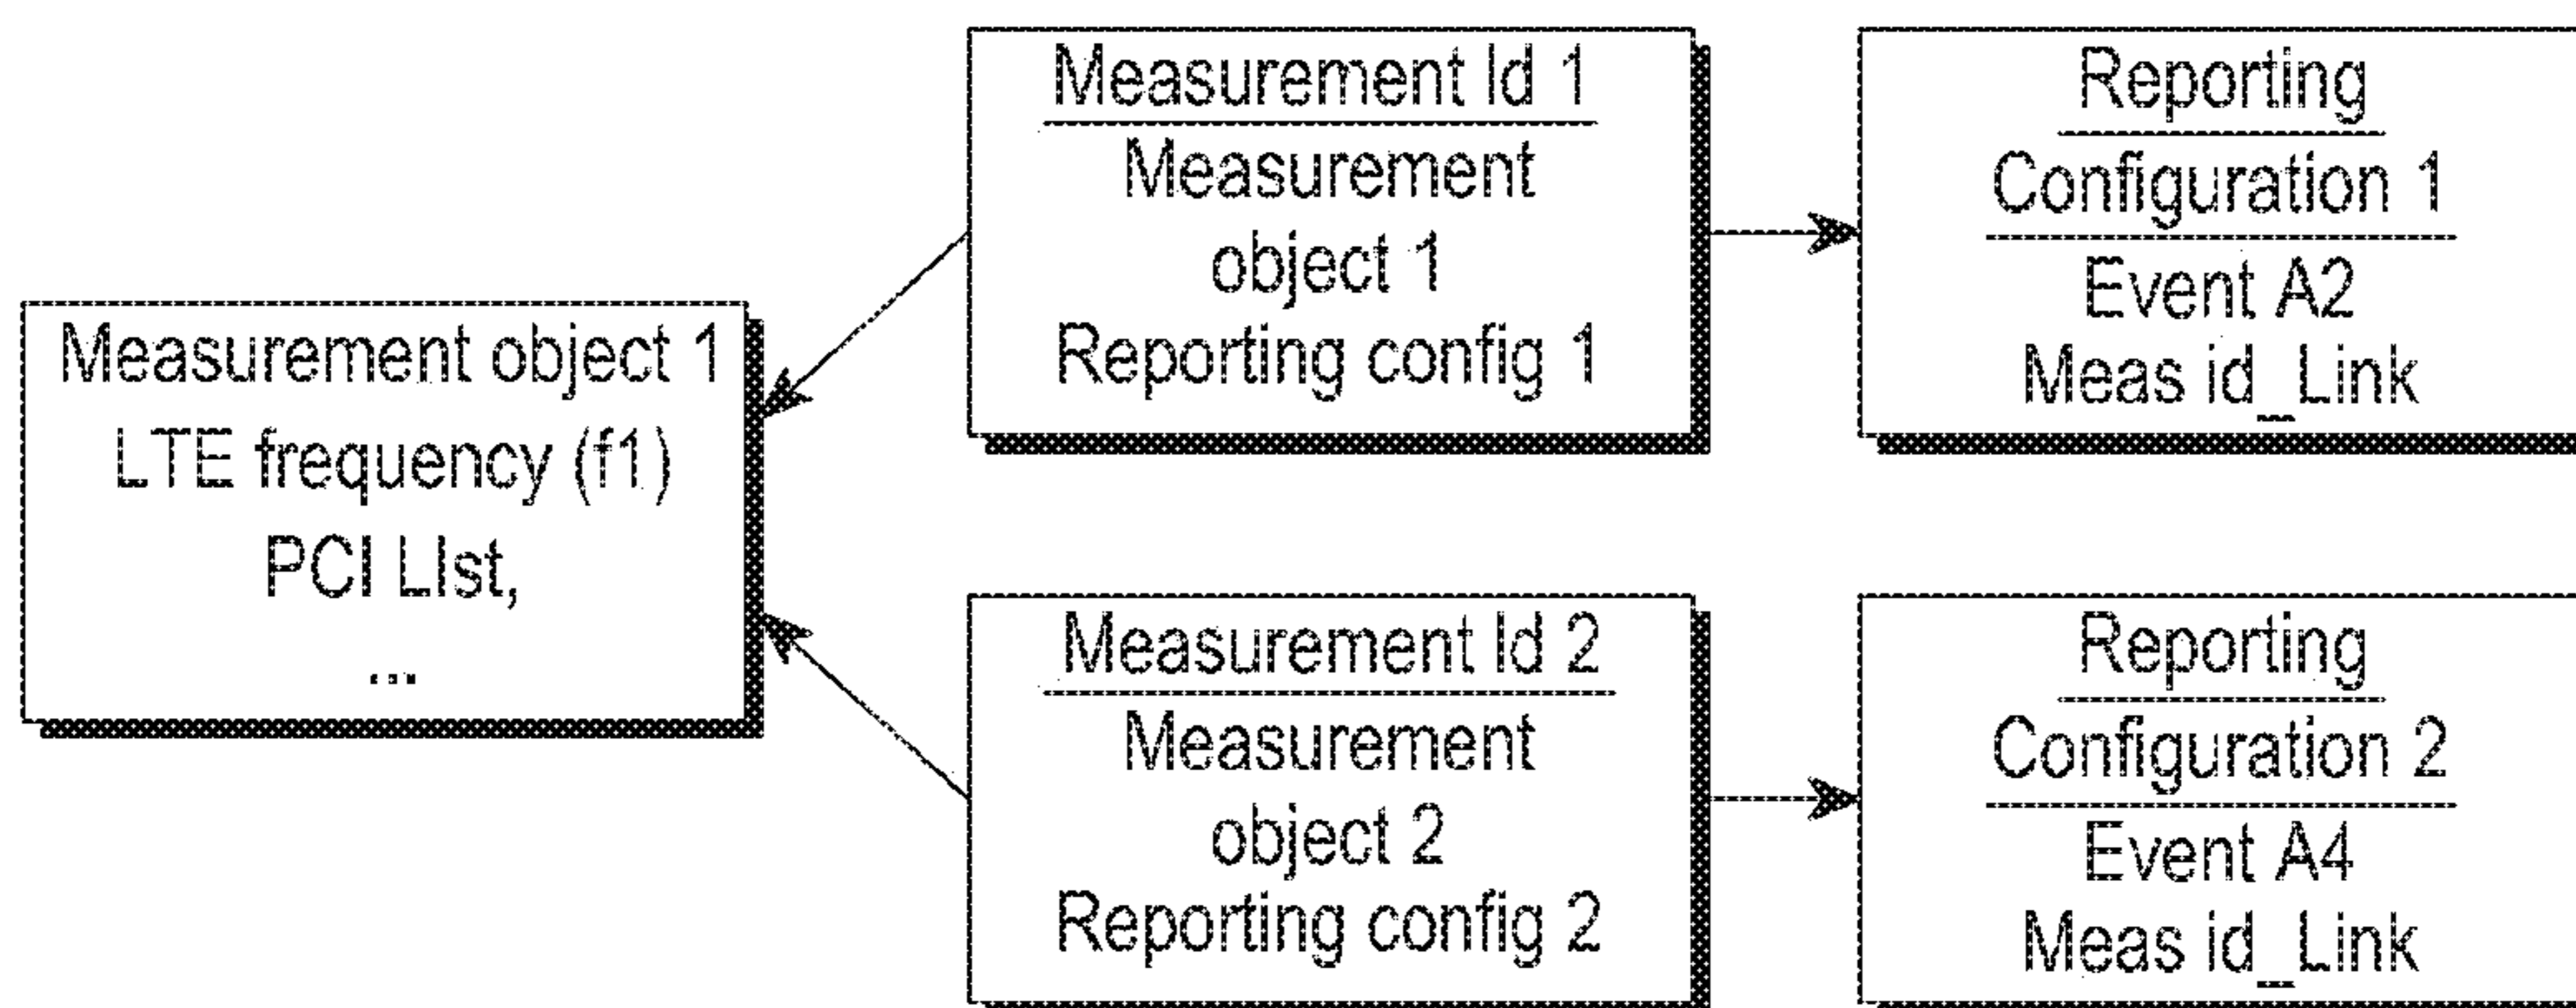 Measurement object 1
LTE frequency (f1)
PCI LIst,
...
Measurement Id 1
Measurement
object 1
Reporting config 1
Reporting
Configuration 1
Event A2
Meas id_Link
Measurement Id 2
Measurement
object 2
Reporting config 2
Reporting
Configuration 2
Event A4
Meas id_Link